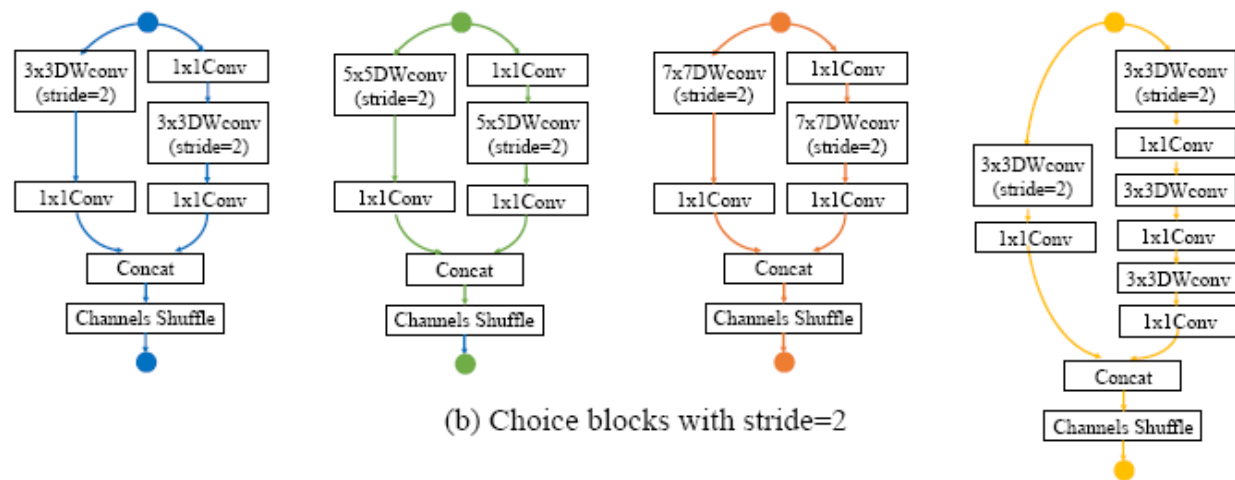 3x3DWconv
(stride=2)
1x1Conv
3x3DWconv
(stride=2)
1x1Conv
1x1Conv
Concat
Channels Shuffle
5x5DWconv
(stride=2)
1x1Conv
5x5DWconv
(stride=2)
1x1Conv
1x1Conv
Concat
Channels Shuffle
7x7DWconv
(stride=2)
1x1Conv
7x7DWconv
(stride=2)
1x1Conv
1x1Conv
Concat
Channels Shuffle
3x3DWconv
(stride=2)
1x1Conv
3x3DWconv
(stride=2)
1x1Conv
3x3DWconv
1x1Conv
3x3DWconv
1x1Conv
Concat
Channels Shuffle
(b) Choice blocks with stride=2